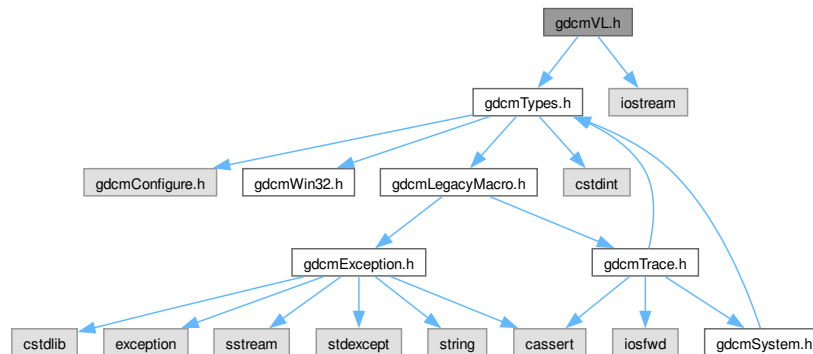 gdcmVL.h
gdcmTypes.h
iostream
gdcmConfigure.h
gdcmWin32.h
gdcmLegacyMacro.h
cstdint
gdcmException.h
gdcmTrace.h
cstdlib
exception
sstream
stdexcept
string
cassert
iosfwd
gdcmSystem.h